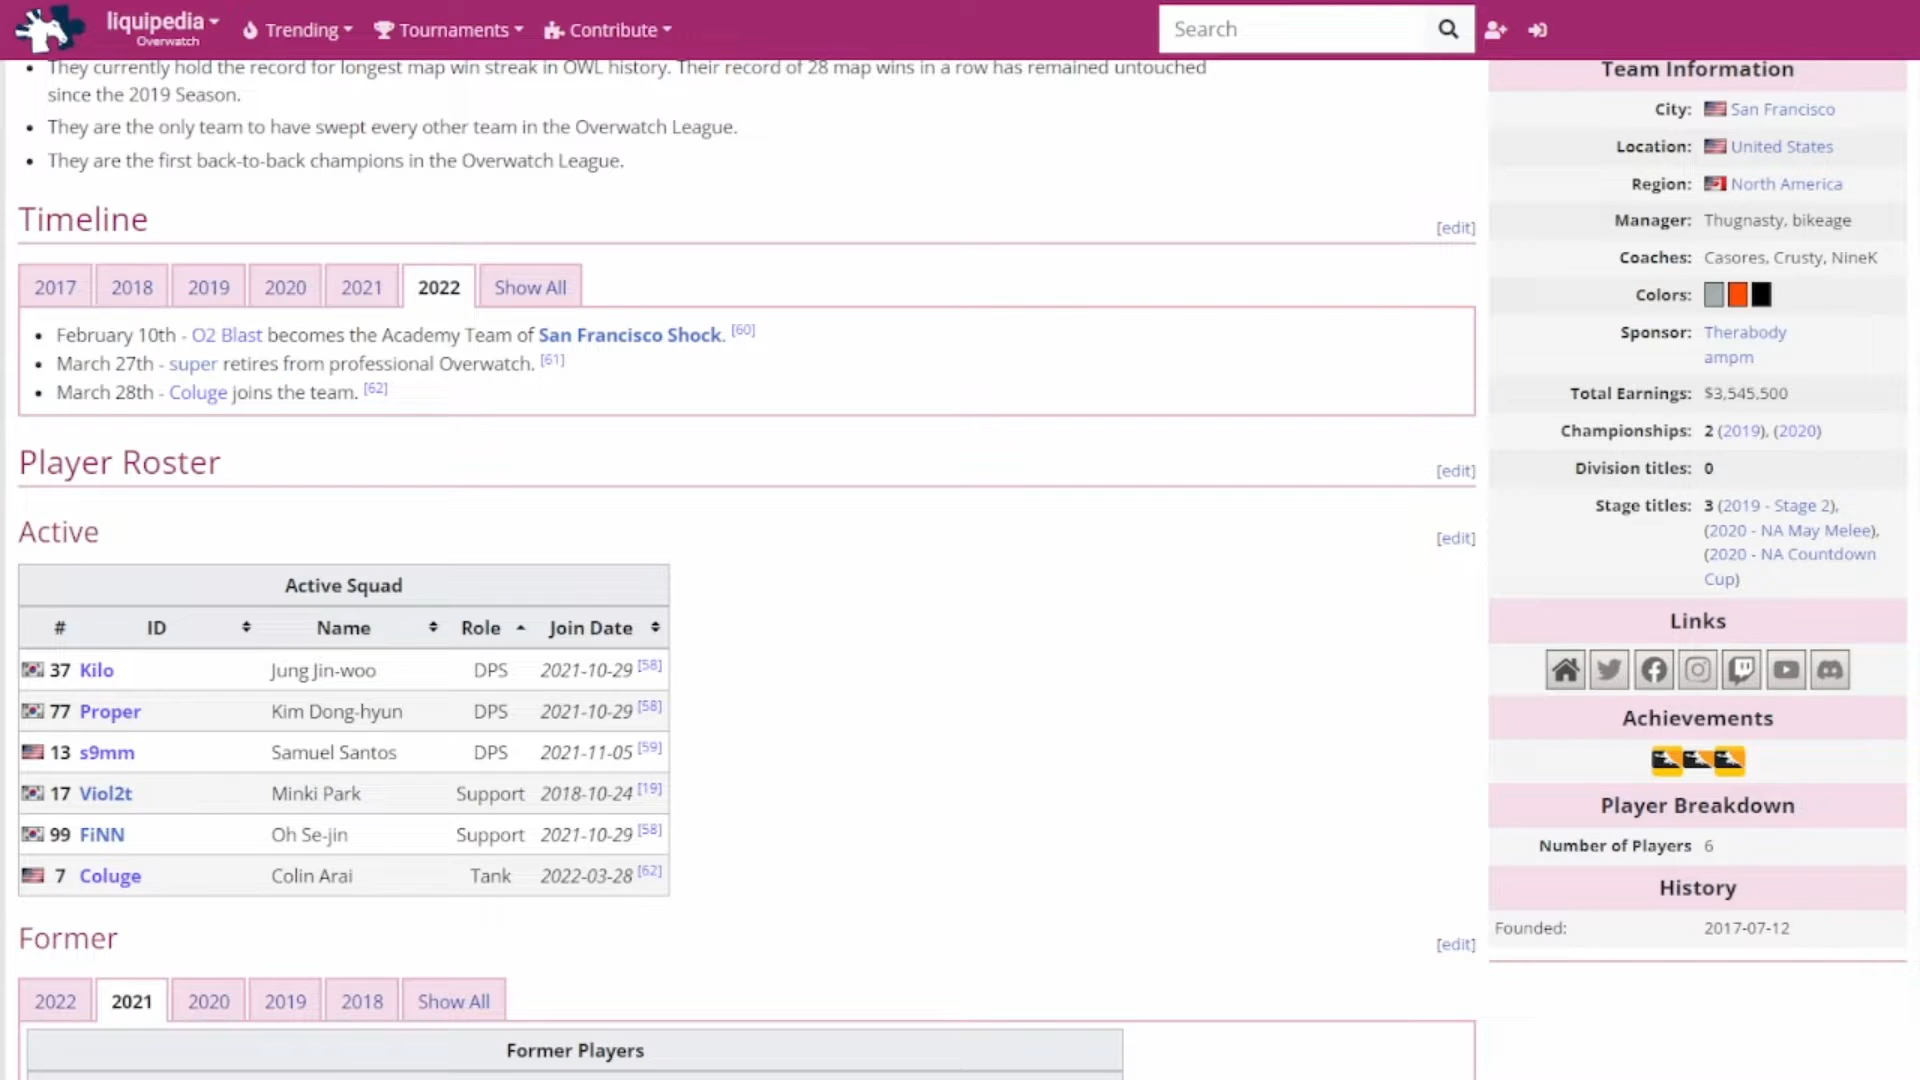 liquipedia
Overwatch
Trending
Tournaments
Contribute
Search
They currently hold the record for longest map win streak in OWL history. Their record of 28 map wins in a row has remained untouched
since the 2019 Season.
They are the only team to have swept every other team in the Overwatch League.
They are the first back-to-back champions in the Overwatch League.
Timeline
[edit]
2017 2018 2019 2020 2021 2022 Show All
February 10th - O2 Blast becomes the Academy Team of San Francisco Shock. [60]
March 27th - super retires from professional Overwatch. [61]
March 28th - Coluge joins the team. [62]
Player Roster
[edit]
Active
[edit]
Active Squad
# ID Name Role Join Date
37 Kilo Jung Jin-woo DPS 2021-10-29 [58]
77 Proper Kim Dong-hyun DPS 2021-10-29 [58]
13 s9mm Samuel Santos DPS 2021-11-05 [59]
17 Viol2t Minki Park Support 2018-10-24 [19]
99 FiNN Oh Se-jin Support 2021-10-29 [58]
7 Coluge Colin Arai Tank 2022-03-28 [62]
Former
[edit]
2022 2021 2020 2019 2018 Show All
Former Players
Team Information
City: San Francisco
Location: United States
Region: North America
Manager: Thugnasty, bikeage
Coaches: Casores, Crusty, NineK
Colors:
Sponsor: Therabody
ampm
Total Earnings: $3,545,500
Championships: 2 (2019), (2020)
Division titles: 0
Stage titles: 3 (2019 - Stage 2),
(2020 - NA May Melee),
(2020 - NA Countdown
Cup)
Links
Achievements
Player Breakdown
Number of Players 6
History
Founded: 2017-07-12